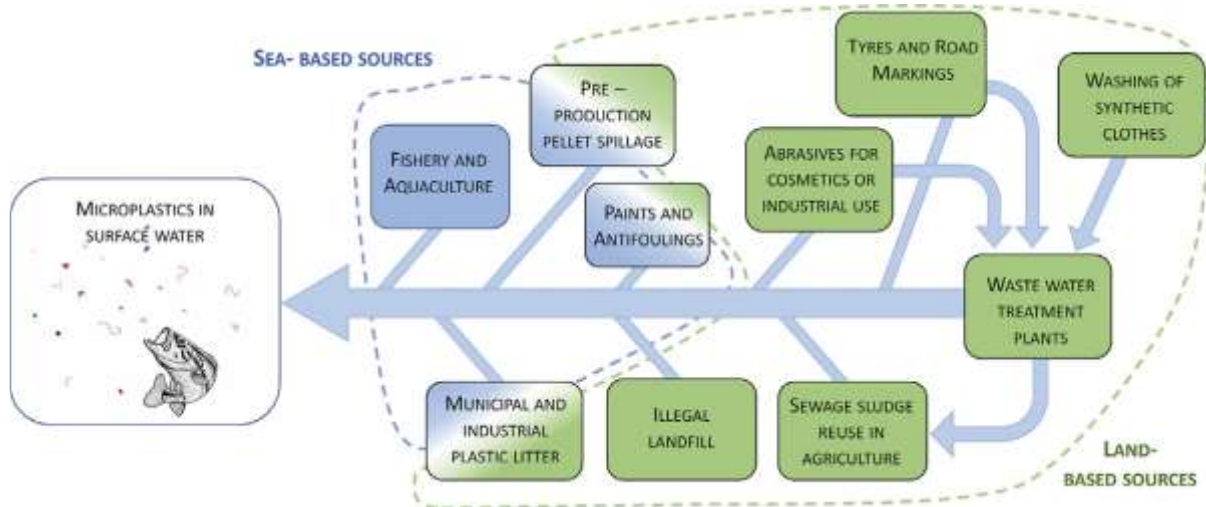 SEA- BASED SOURCES
PRE –
PRODUCTION
PELLET SPILLAGE
TYRES AND ROAD
MARKINGS
WASHING OF
SYNTHETIC
CLOTHES
FISHERY AND
AQUACULTURE
ABRASIVES FOR
COSMETICS OR
INDUSTRIAL USE
PAINTS AND
ANTIFOULINGS
MICROPLASTICS IN
SURFACE WATER
WASTE WATER
TREATMENT
PLANTS
MUNICIPAL AND
INDUSTRIAL
PLASTIC LITTER
ILLEGAL
LANDFILL
SEWAGE SLUDGE
REUSE IN
AGRICULTURE
LAND-
BASED SOURCES